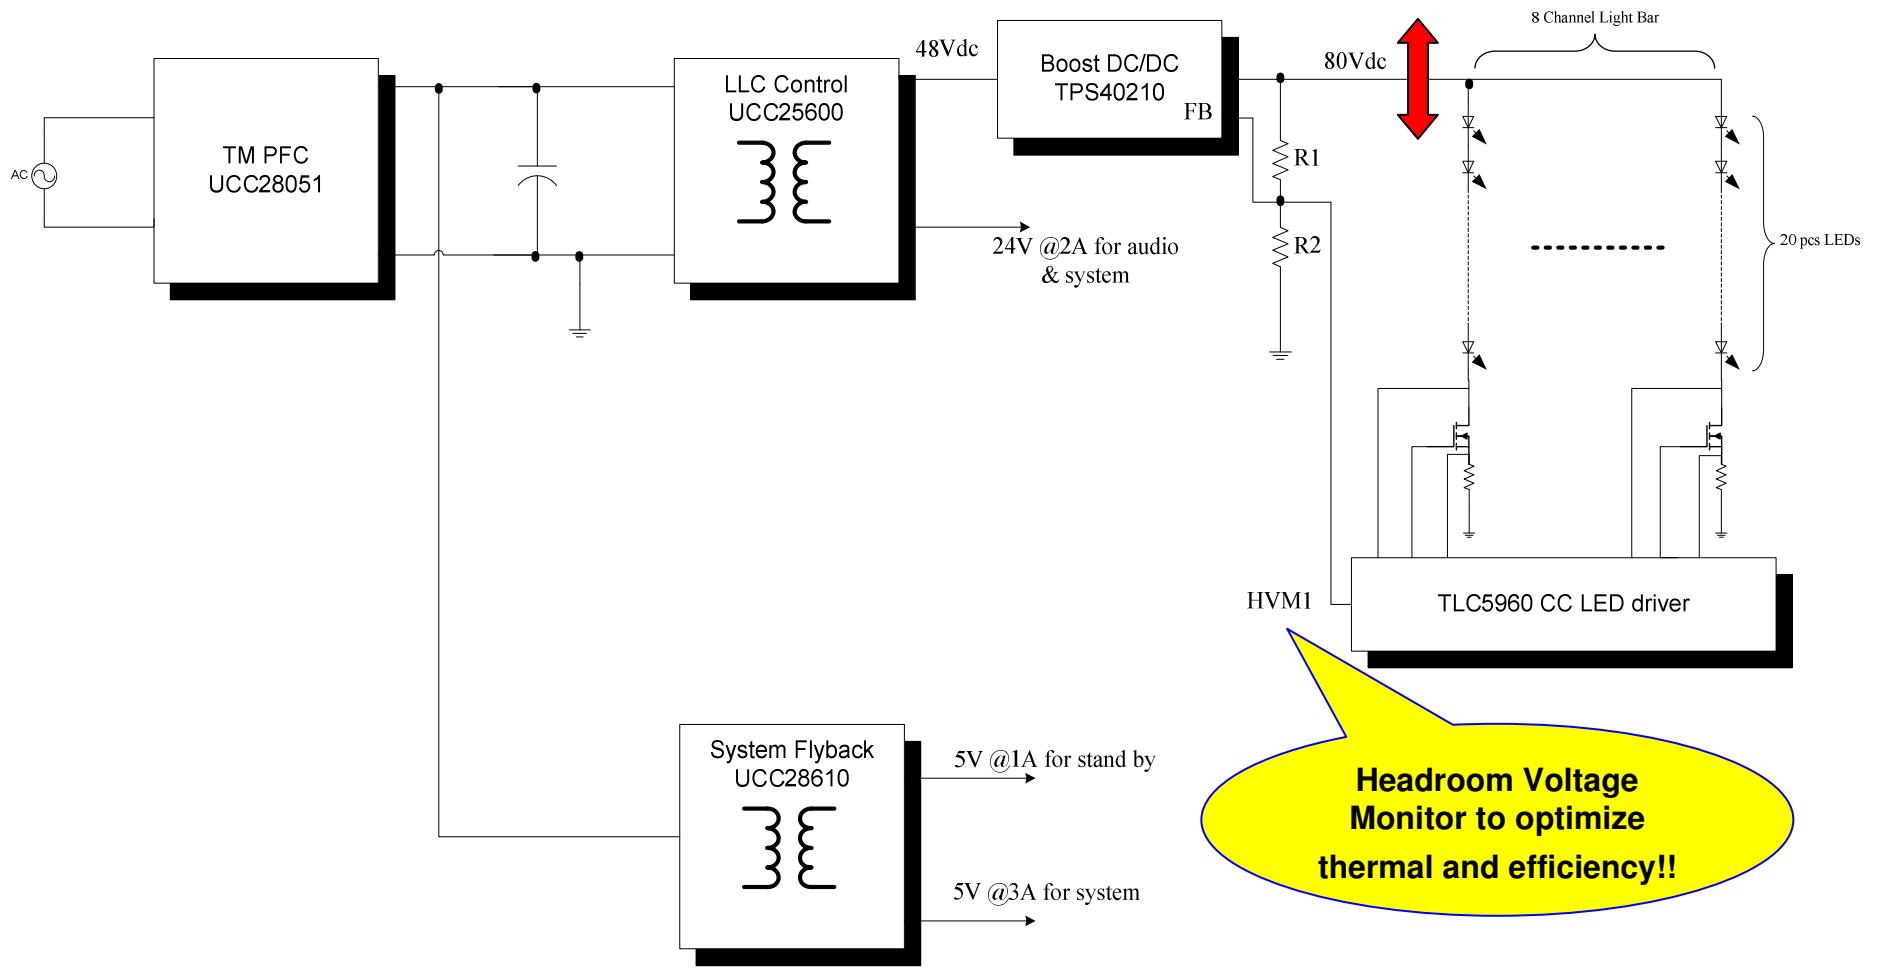 AC
TM PFC
UCC28051
LLC Control
UCC25600
48Vdc
24V @2A for audio
& system
Boost DC/DC
TPS40210
FB
R1
R2
80Vdc
8 Channel Light Bar
20 pcs LEDs
HVM1
TLC5960 CC LED driver
System Flyback
UCC28610
5V @1A for stand by
5V @3A for system
Headroom Voltage
Monitor to optimize
thermal and efficiency!!